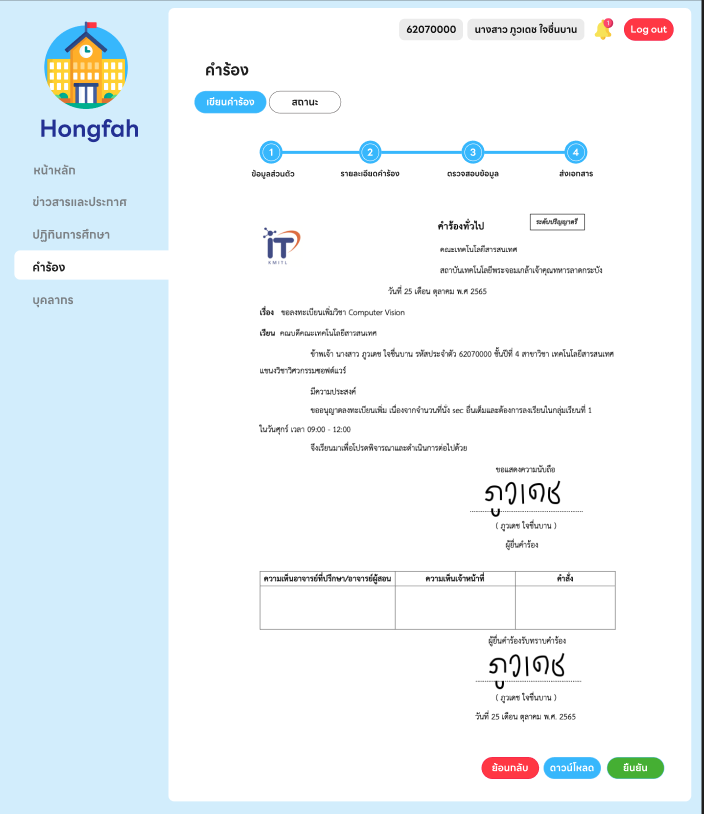 62070000 นางสาว ภูวเดช ใจชื่นบาน 1 Log out
Hongfah
หน้าหลัก
ข่าวสารและประกาศ
ปฏิทินการศึกษา
คำร้อง
บุคลากร
คำร้อง
เขียนคำร้อง สถานะ
1 2 3 4
ข้อมูลส่วนตัว รายละเอียดคำร้อง ตรวจสอบข้อมูล ส่งเอกสาร
iT
KMITL
คำร้องทั่วไป ระดับปริญญาตรี
คณะเทคโนโลยีสารสนเทศ
สถาบันเทคโนโลยีพระจอมเกล้าเจ้าคุณทหารลาดกระบัง
วันที่ 25 เดือน ตุลาคม พ.ศ 2565
เรื่อง ขอลงทะเบียนเพิ่มวิชา Computer Vision
เรียน คณบดีคณะเทคโนโลยีสารสนเทศ
ข้าพเจ้า นางสาว ภูวเดช ใจชื่นบาน รหัสประจำตัว 62070000 ชั้นปีที่ 4 สาขาวิชา เทคโนโลยีสารสนเทศ
แขนงวิชาวิศวกรรมซอฟต์แวร์
มีความประสงค์
ขออนุญาตลงทะเบียนเพิ่ม เนื่องจากจำนวนที่นั่ง sec อื่นเต็มและต้องการลงเรียนในกลุ่มเรียนที่ 1
ในวันศุกร์ เวลา 09:00 - 12:00
จึงเรียนมาเพื่อโปรดพิจารณาและดำเนินการต่อไปด้วย
ขอแสดงความนับถือ
ภูวเดช
( ภูวเดช ใจชื่นบาน )
ผู้ยื่นคำร้อง
ความเห็นอาจารย์ที่ปรึกษา/อาจารย์ผู้สอน ความเห็นเจ้าหน้าที่ คำสั่ง
ผู้ยื่นคำร้องรับทราบคำร้อง
ภูวเดช
( ภูวเดช ใจชื่นบาน )
วันที่ 25 เดือน ตุลาคม พ.ศ. 2565
ย้อนกลับ ดาวน์โหลด ยืนยัน